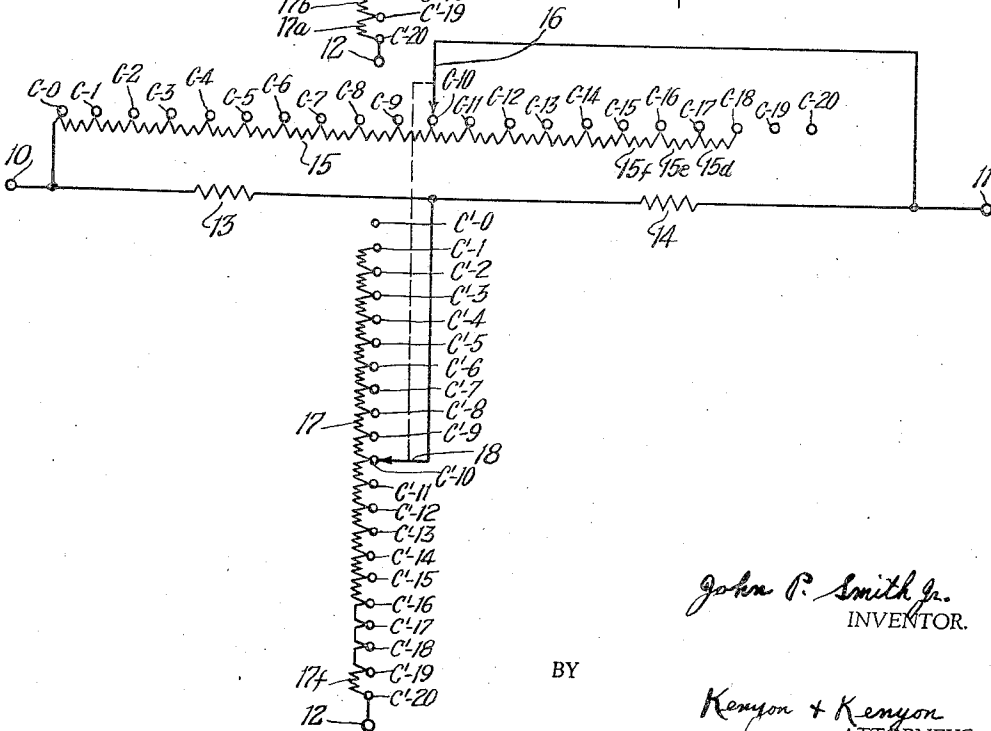 17b
C'-19
17a
C'-20
12
16
C-0 C-1 C-2 C-3 C-4 C-5 C-6 C-7 C-8 C-9 C-10 C-11 C-12 C-13 C-14 C-15 C-16 C-17 C-18 C-19 C-20
15 15f 15e 15d
10
11
13
14
C'-0
C'-1
C'-2
C'-3
C'-4
C'-5
C'-6
C'-7
C'-8
17
C'-9
18
C'-10
C'-11
C'-12
C'-13
C'-14
C'-15
C'-16
C'-17
C'-18
C'-19
17f
C'-20
12
John P. Smith Jr.
INVENTOR.
BY
Kenyon + Kenyon